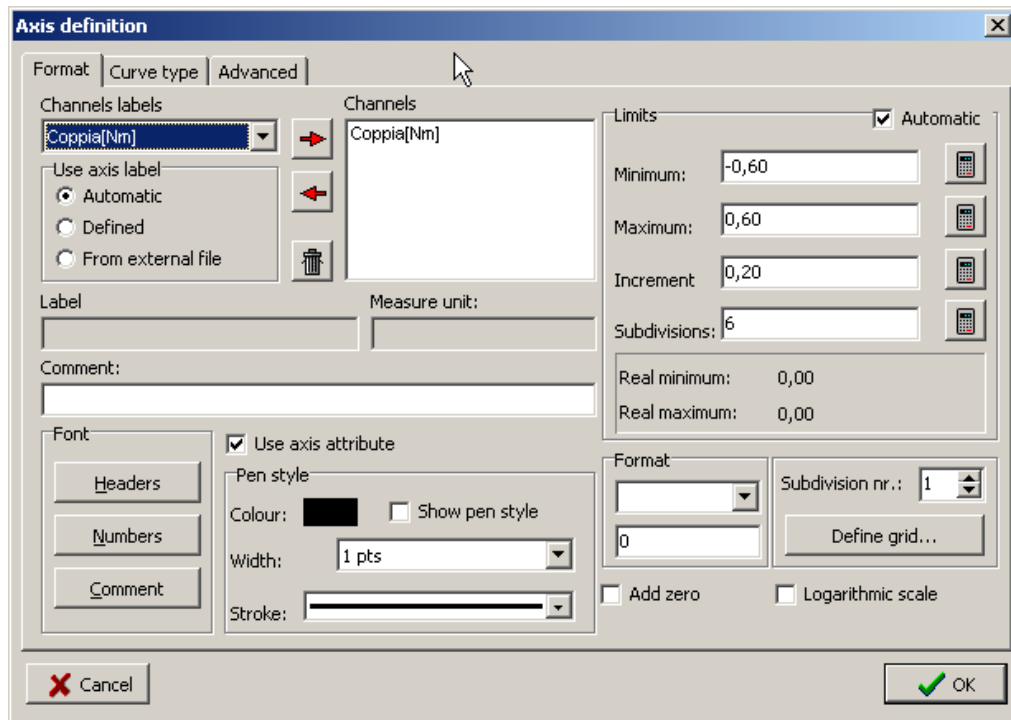 Axis definition
Format Curve type Advanced
Channels labels
Coppia[Nm]
Use axis label
Automatic
Defined
From external file
Channels
Coppia[Nm]
Label
Measure unit:
Comment:
Limits
Automatic
Minimum: -0,60
Maximum: 0,60
Increment 0,20
Subdivisions: 6
Real minimum: 0,00
Real maximum: 0,00
Font
Headers
Numbers
Comment
Use axis attribute
Pen style
Colour: Show pen style
Width: 1 pts
Stroke:
Format
0
Subdivision nr.: 1
Define grid...
Add zero
Logarithmic scale
Cancel
OK